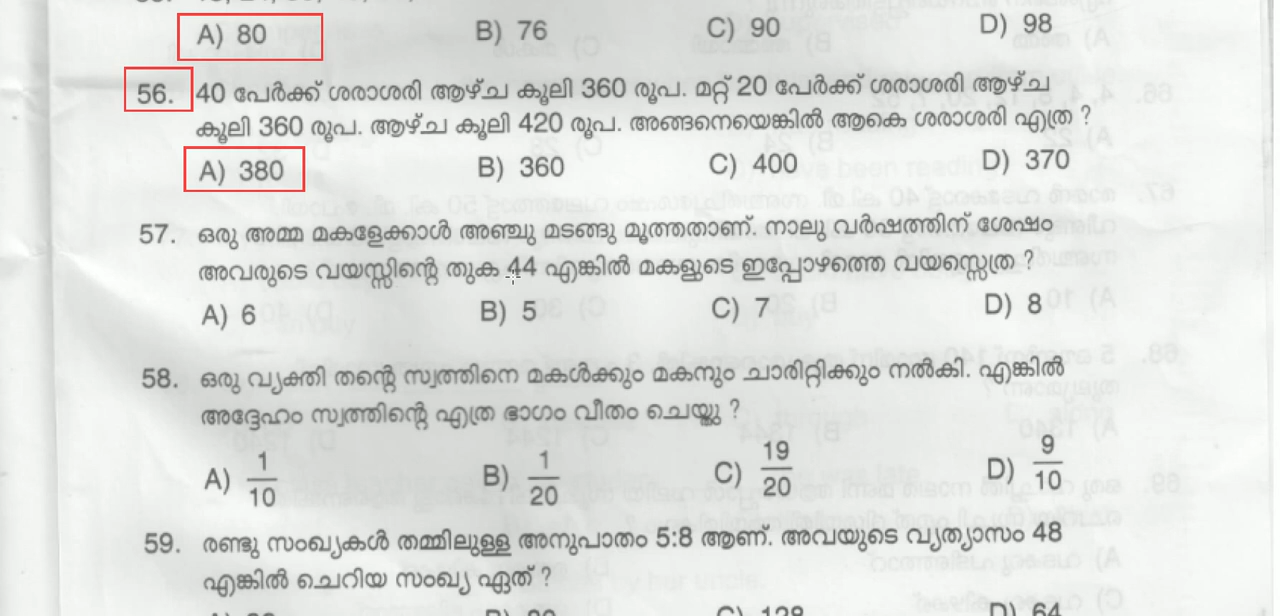 A) 80 B) 76 C) 90 D) 98
56. 40 പേർക്ക് ശരാശരി ആഴ്ച കൂലി 360 രൂപ. മറ്റ് 20 പേർക്ക് ശരാശരി ആഴ്ച
കൂലി 360 രൂപ. ആഴ്ച കൂലി 420 രൂപ. അങ്ങനെയെങ്കിൽ ആകെ ശരാശരി എത്ര ?
A) 380 B) 360 C) 400 D) 370
57. ഒരു അമ്മ മകളേക്കാൾ അഞ്ചു മടങ്ങു മൂത്തതാണ്. നാലു വർഷത്തിന് ശേഷം
അവരുടെ വയസ്സിന്റെ തുക 44 എങ്കിൽ മകളുടെ ഇപ്പോഴത്തെ വയസ്സെത്ര ?
A) 6 B) 5 C) 7 D) 8
58. ഒരു വ്യക്തി തന്റെ സ്വത്തിനെ മകൾക്കും മകനും ചാരിറ്റിക്കും നൽകി. എങ്കിൽ
അദ്ദേഹം സ്വത്തിന്റെ എത്ര ഭാഗം വീതം ചെയ്തു ?
A) 1/10 B) 1/20 C) 19/20 D) 9/10
59. രണ്ടു സംഖ്യകൾ തമ്മിലുള്ള അനുപാതം 5:8 ആണ്. അവയുടെ വ്യത്യാസം 48
എങ്കിൽ ചെറിയ സംഖ്യ ഏത് ?
C) 128 D) 64